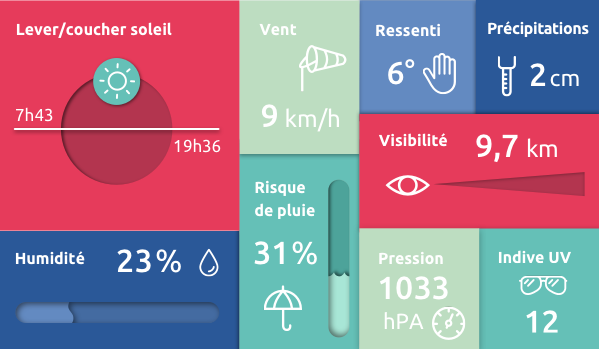 Lever/coucher soleil
7h43
19h36
Vent
9 km/h
Ressenti
6°
Précipitations
2 cm
Visibilité
9,7 km
Humidité
23%
Risque
de pluie
31%
Pression
1033
hPA
Indive UV
12